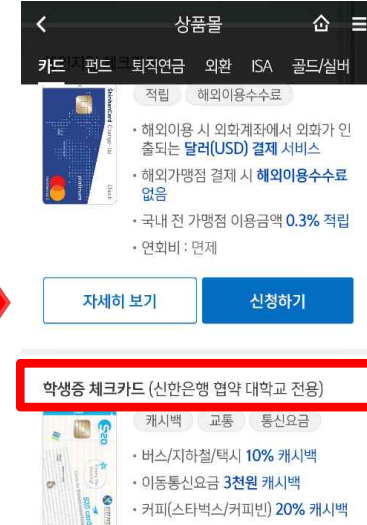 상품몰
카드 펀드 퇴직연금 외환 ISA 골드/실버
적립 해외이용수수료
ShinhanCard Change-Up Check
platinum
• 해외이용 시 외화계좌에서 외화가 인
출되는 달러(USD) 결제 서비스
• 해외가맹점 결제 시 해외이용수수료
없음
• 국내 전 가맹점 이용금액 0.3% 적립
• 연회비 : 면제
자세히 보기 신청하기
학생증 체크카드 (신한은행 협약 대학교 전용)
캐시백 교통 통신요금
S20
• 버스/지하철/택시 10% 캐시백
• 이동통신요금 3천원 캐시백
• 커피(스타벅스/커피빈) 20% 캐시백